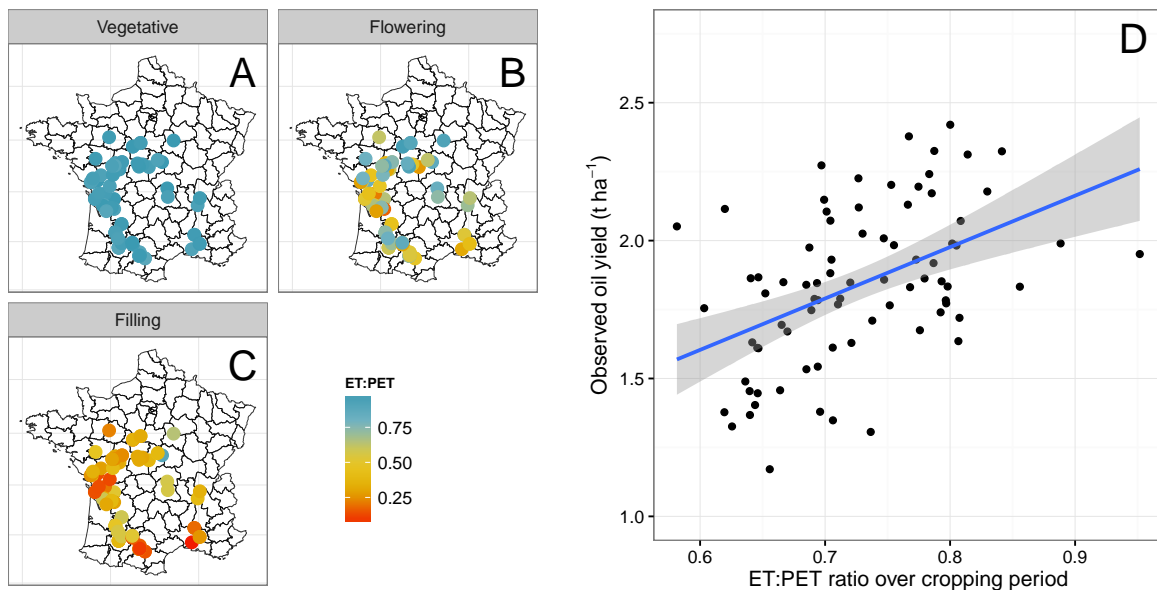 Vegetative
A
Flowering
B
Filling
C
ET:PET
0.75
0.50
0.25
D
Observed oil yield (t ha⁻¹)
2.5
2.0
1.5
1.0
0.6
0.7
0.8
0.9
ET:PET ratio over cropping period